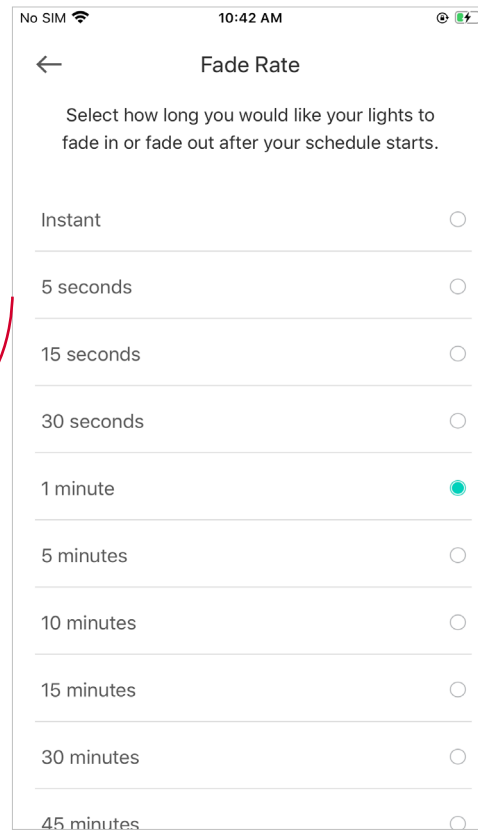 No SIM 10:42 AM
Fade Rate
Select how long you would like your lights to
fade in or fade out after your schedule starts.
Instant
5 seconds
15 seconds
30 seconds
1 minute
5 minutes
10 minutes
15 minutes
30 minutes
45 minutes